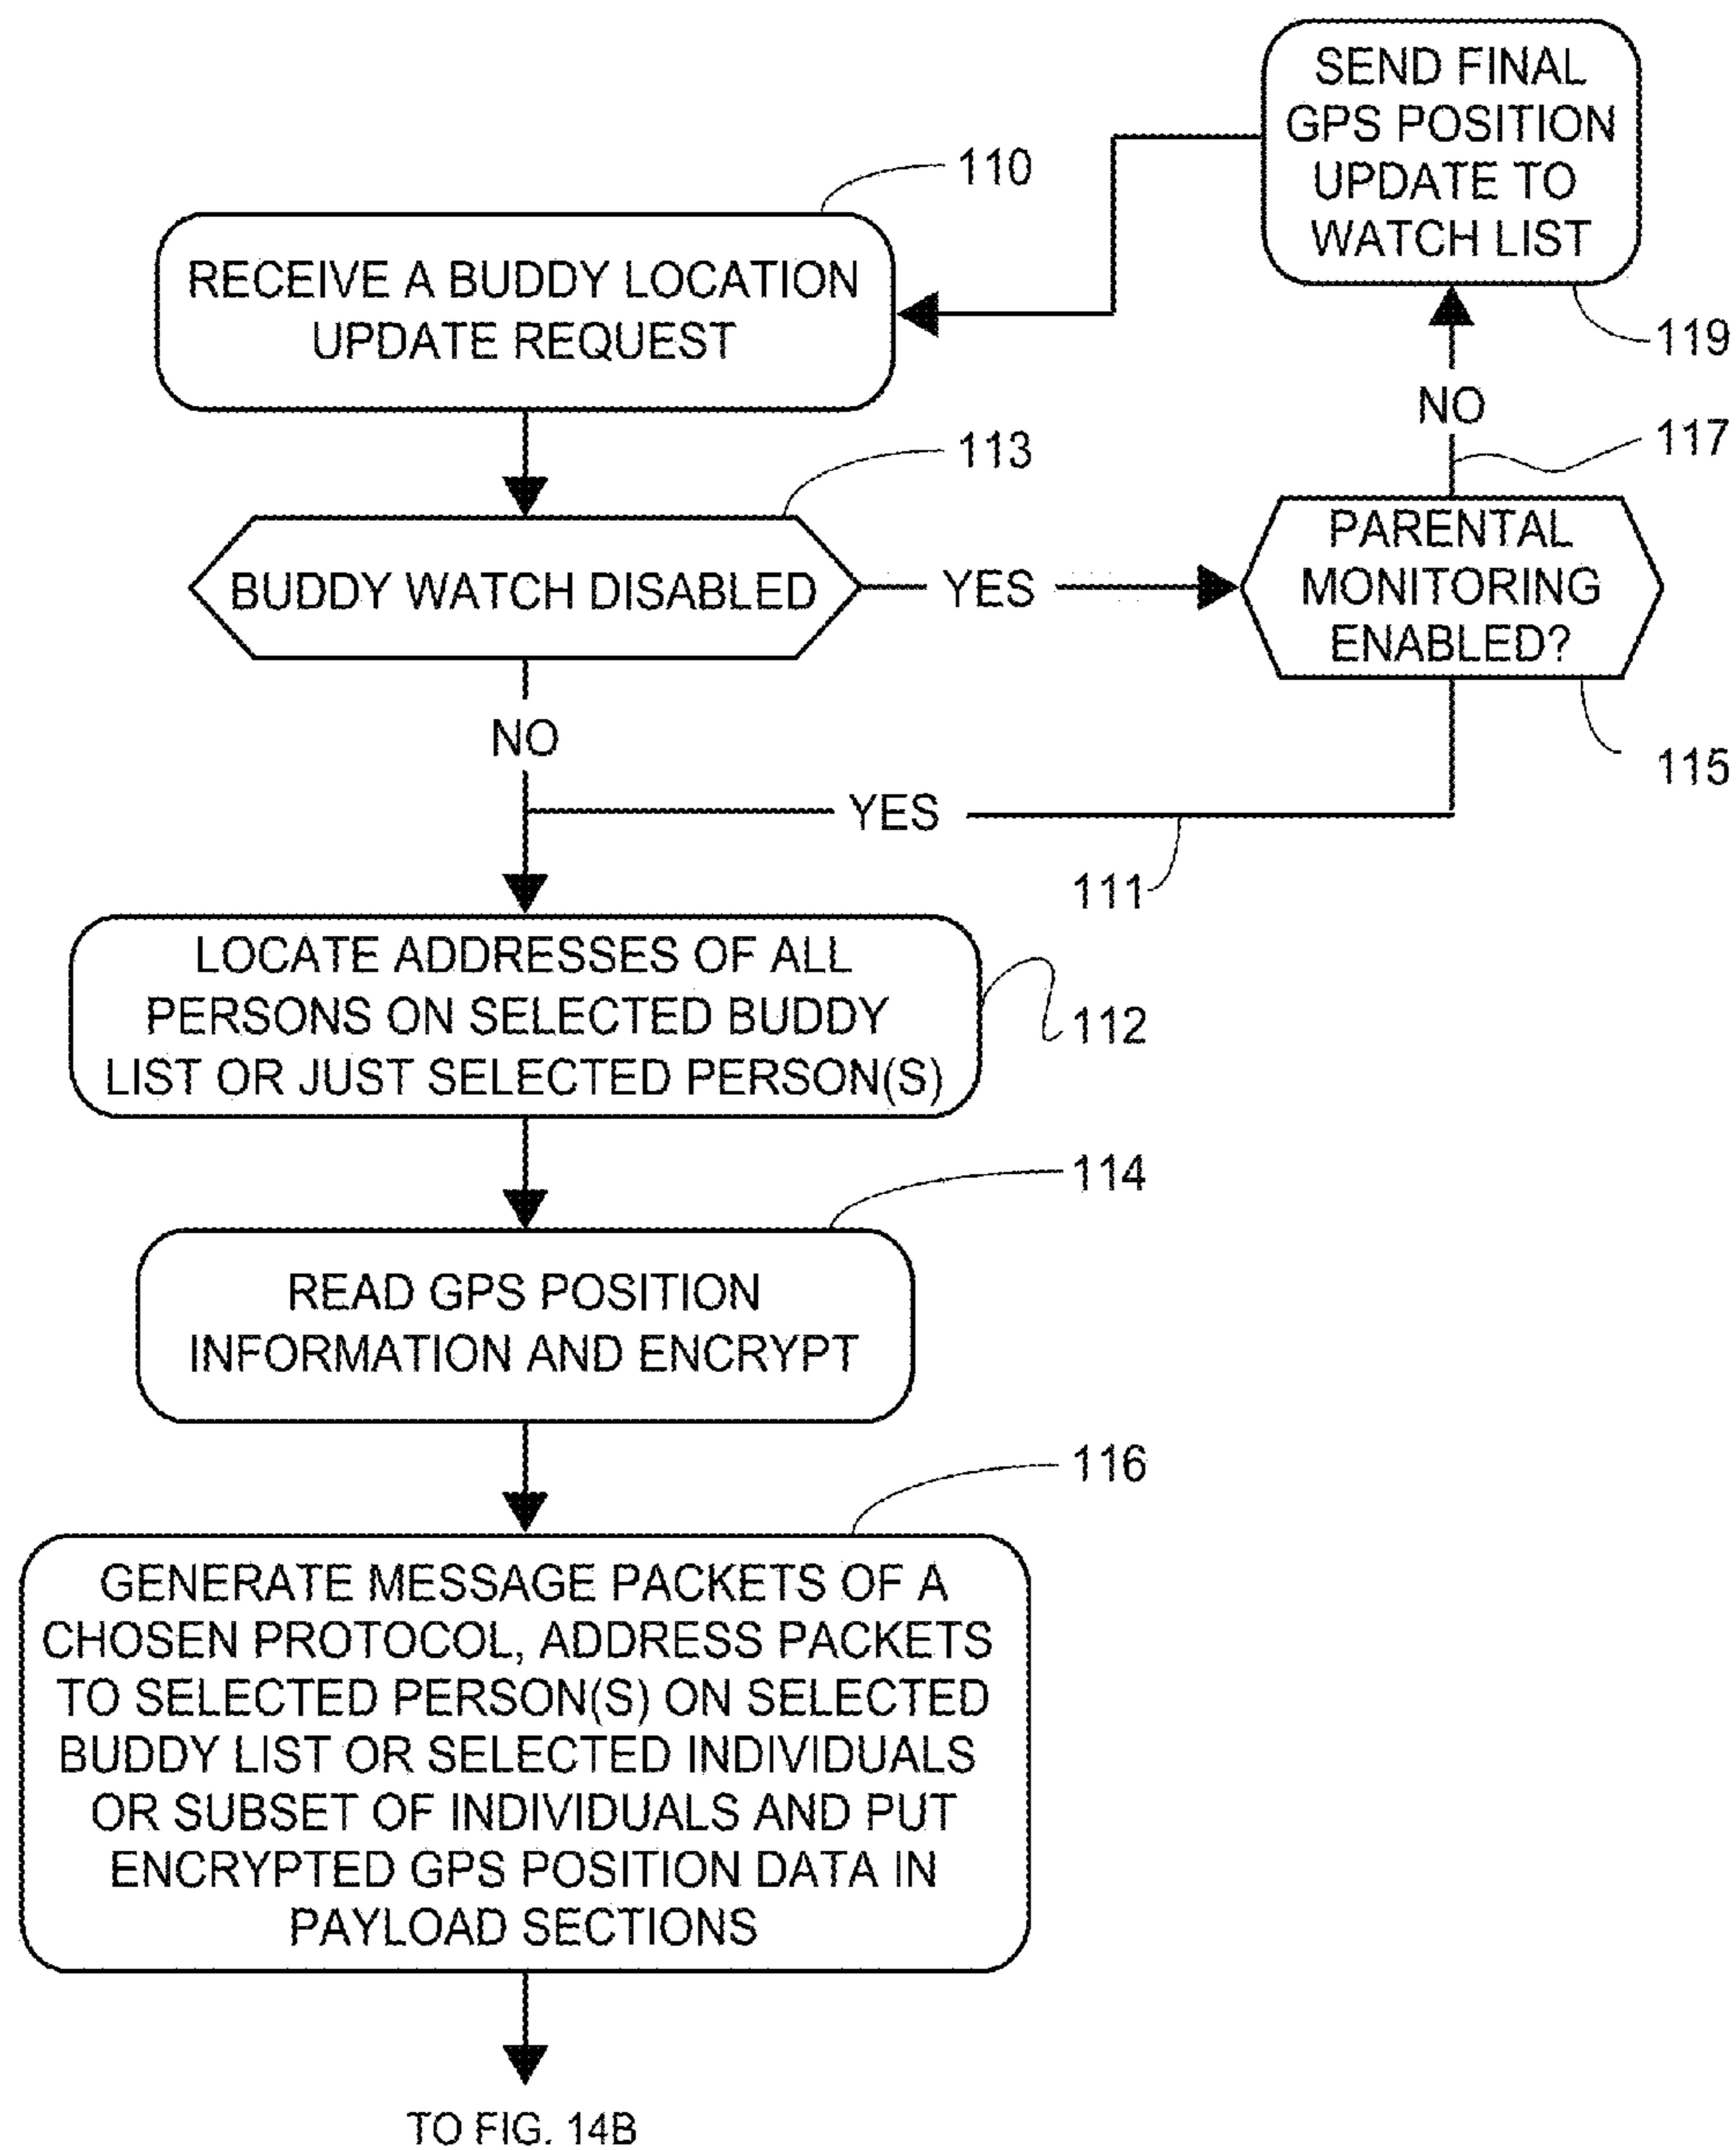 SEND FINAL
GPS POSITION
UPDATE TO
WATCH LIST
119
110
RECEIVE A BUDDY LOCATION
UPDATE REQUEST
NO
117
113
BUDDY WATCH DISABLED
YES
PARENTAL
MONITORING
ENABLED?
115
NO
YES
111
LOCATE ADDRESSES OF ALL
PERSONS ON SELECTED BUDDY
LIST OR JUST SELECTED PERSON(S)
112
114
READ GPS POSITION
INFORMATION AND ENCRYPT
116
GENERATE MESSAGE PACKETS OF A
CHOSEN PROTOCOL, ADDRESS PACKETS
TO SELECTED PERSON(S) ON SELECTED
BUDDY LIST OR SELECTED INDIVIDUALS
OR SUBSET OF INDIVIDUALS AND PUT
ENCRYPTED GPS POSITION DATA IN
PAYLOAD SECTIONS
TO FIG. 14B